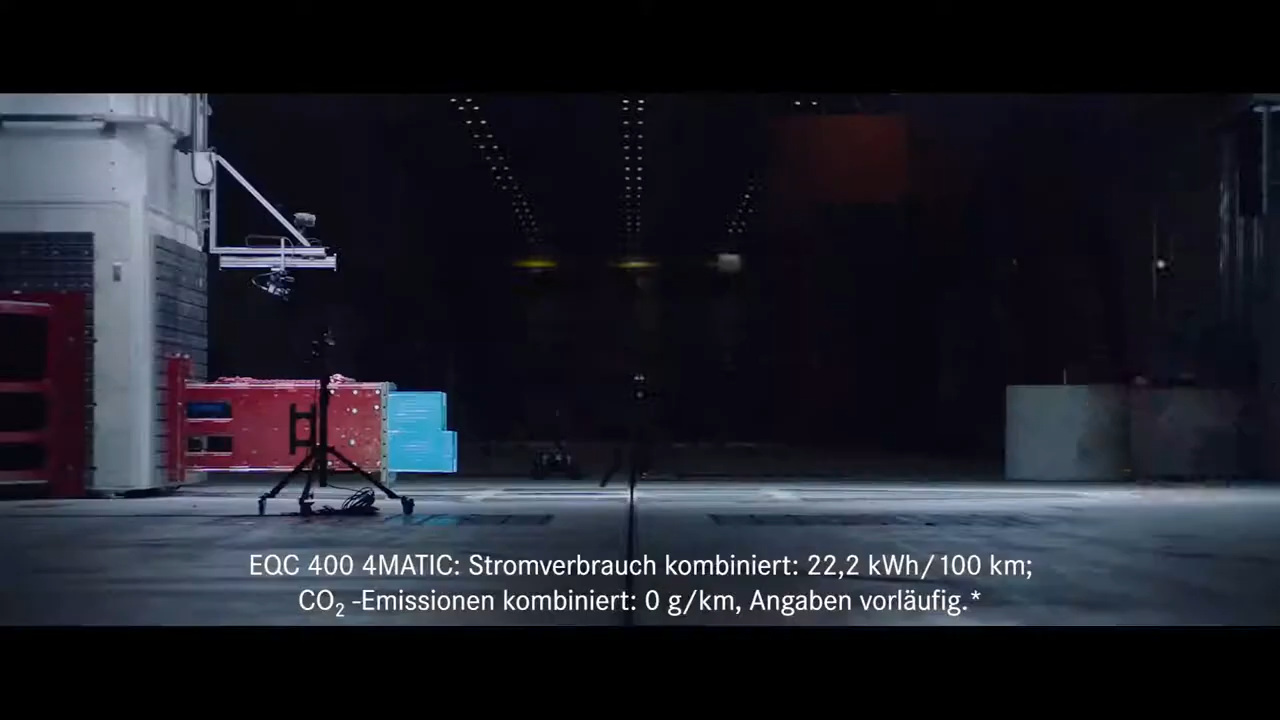 EQC 400 4MATIC: Stromverbrauch kombiniert: 22,2 kWh/100 km;
CO₂ -Emissionen kombiniert: 0 g/km, Angaben vorläufig.*